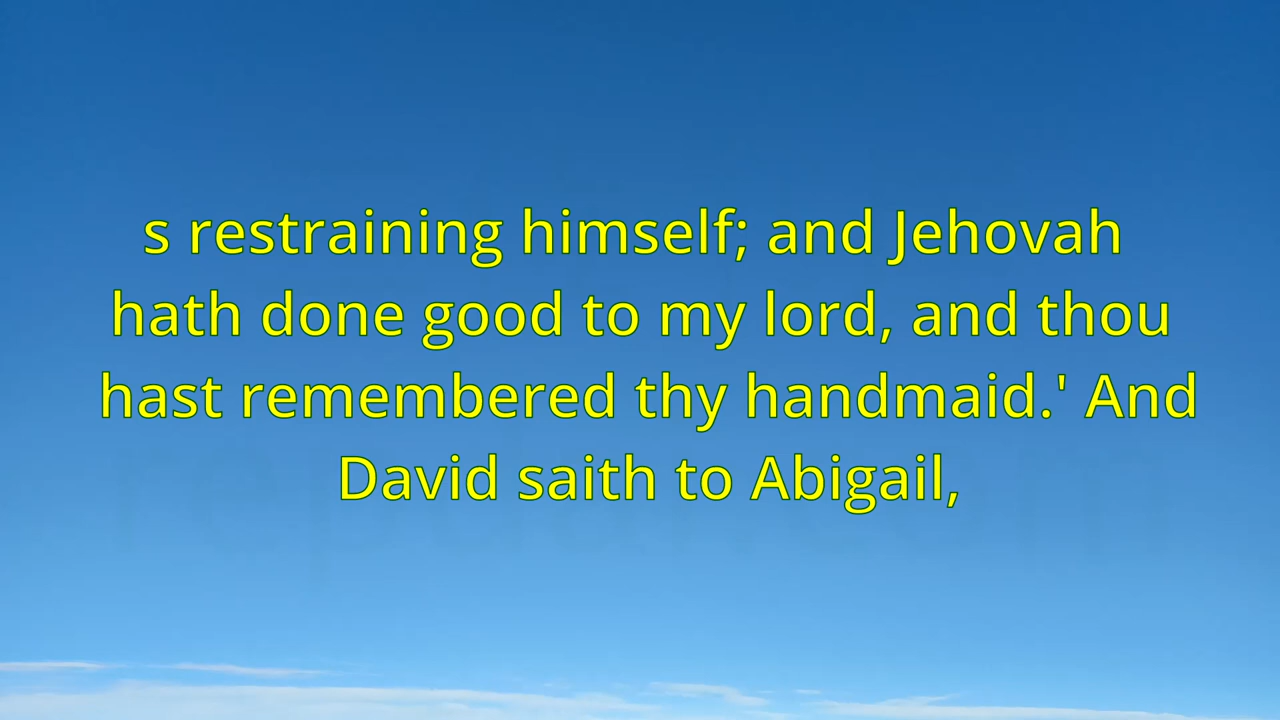 s restraining himself; and Jehovah
hath done good to my lord, and thou
hast remembered thy handmaid.' And
David saith to Abigail,